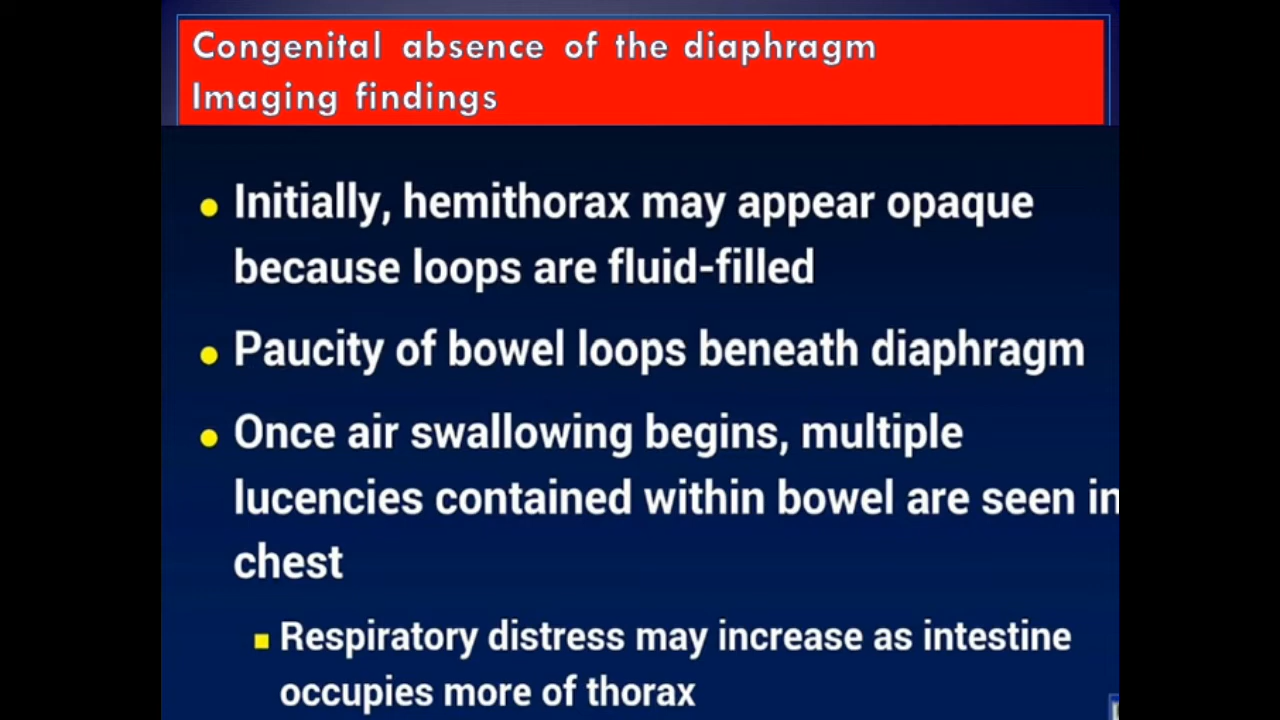 Congenital absence of the diaphragm
Imaging findings
Initially, hemithorax may appear opaque
because loops are fluid-filled
Paucity of bowel loops beneath diaphragm
Once air swallowing begins, multiple
lucencies contained within bowel are seen in
chest
Respiratory distress may increase as intestine
occupies more of thorax